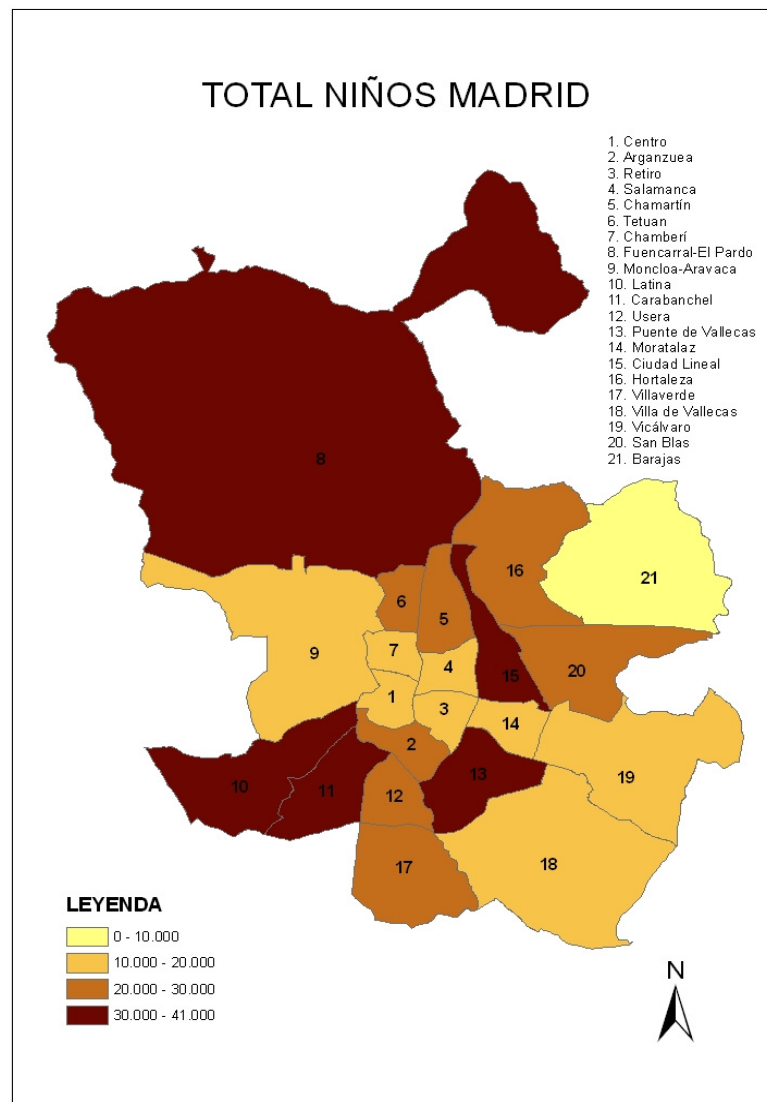 TOTAL NIÑOS MADRID
1. Centro
2. Arganzuea
3. Retiro
4. Salamanca
5. Chamartín
6. Tetuan
7. Chamberí
8. Fuencarral-El Pardo
9. Moncloa-Aravaca
10. Latina
11. Carabanchel
12. Usera
13. Puente de Vallecas
14. Moratalaz
15. Ciudad Lineal
16. Hortaleza
17. Villaverde
18. Villa de Vallecas
19. Vicálvaro
20. San Blas
21. Barajas
8
16
21
6
5
9
7
4
15
20
1
3
14
2
19
10
11
12
13
17
18
LEYENDA
0 - 10.000
10.000 - 20.000
20.000 - 30.000
30.000 - 41.000
N